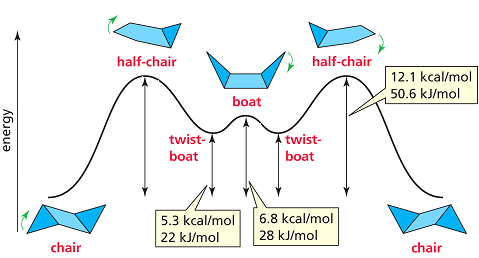 half-chair
boat
half-chair
12.1 kcal/mol
50.6 kJ/mol
energy
twist-
boat
twist-
boat
5.3 kcal/mol
22 kJ/mol
6.8 kcal/mol
28 kJ/mol
chair
chair